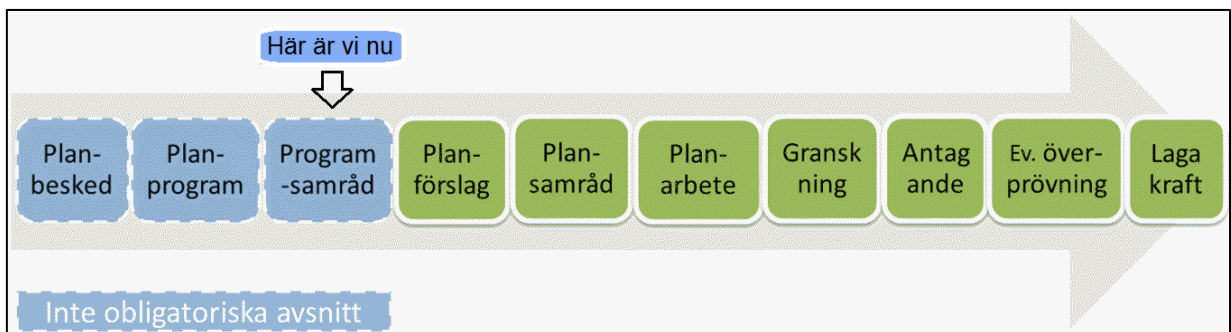 Här är vi nu
Plan-
besked
Plan-
program
Program
-samråd
Plan-
förslag
Plan-
samråd
Plan-
arbete
Gransk
ning
Antag
ande
Ev. över-
prövning
Laga
kraft
Inte obligatoriska avsnitt